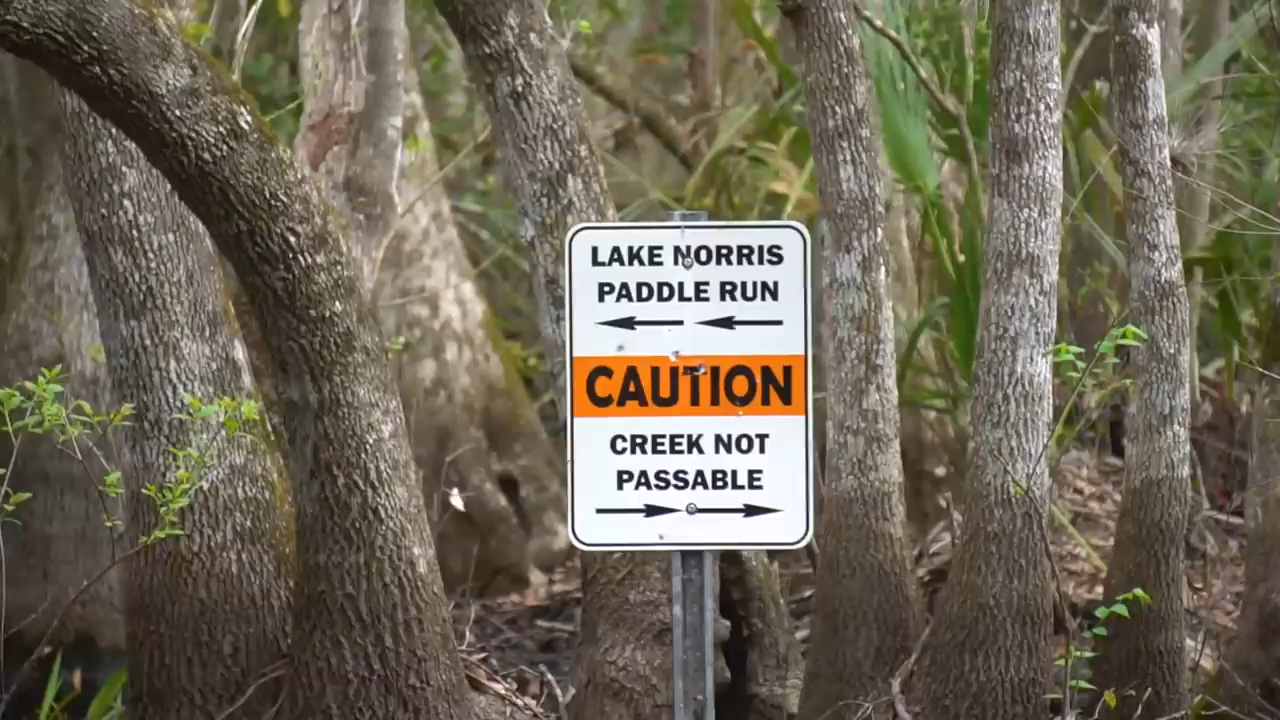 LAKE NORRIS
PADDLE RUN
CAUTION
CREEK NOT
PASSABLE